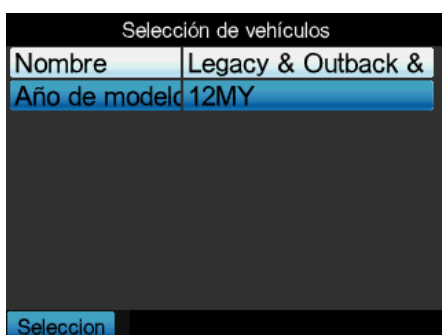 Selección de vehículos
Nombre Legacy & Outback &
Año de modelo 12MY
Seleccion